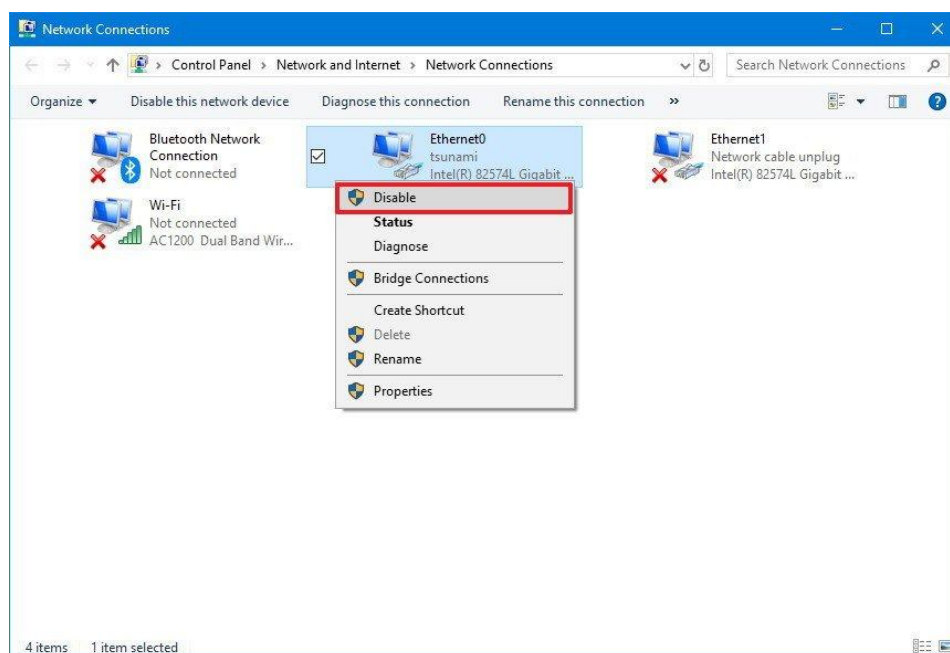 Network Connections
Control Panel > Network and Internet > Network Connections
Search Network Connections
Organize
Disable this network device
Diagnose this connection
Rename this connection
»
Bluetooth Network
Connection
Not connected
Ethernet0
tsunami
Intel(R) 82574L Gigabit ...
Ethernet1
Network cable unplug
Intel(R) 82574L Gigabit ...
Wi-Fi
Not connected
AC1200 Dual Band Wir...
Disable
Status
Diagnose
Bridge Connections
Create Shortcut
Delete
Rename
Properties
4 items
1 item selected